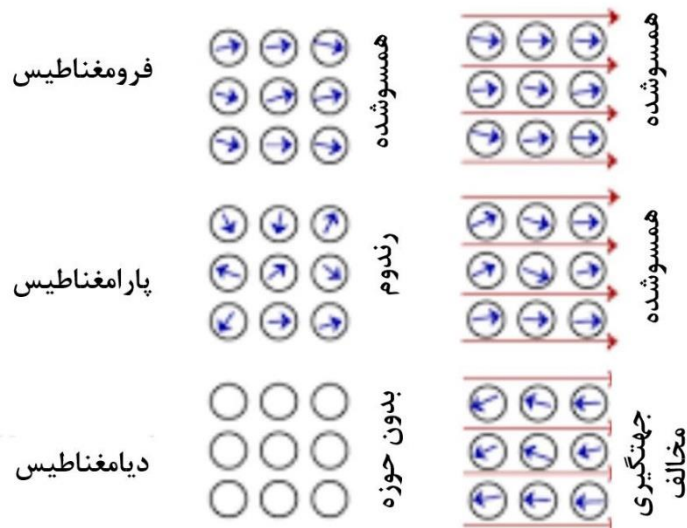 فرومغناطیس
همسوشده
همسوشده
پارامغناطیس
رندوم
همسوشده
دیامغناطیس
بدون حوزه
جهتگیری
مخالف